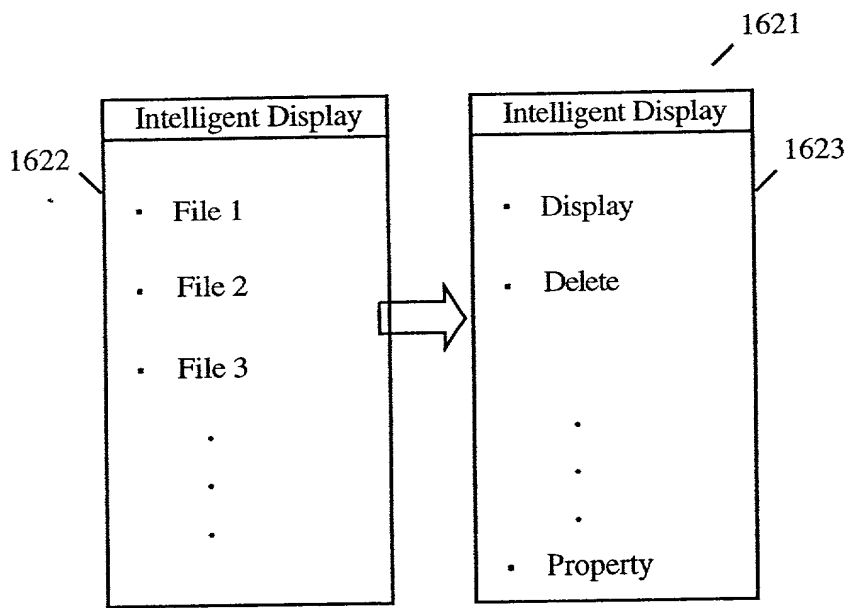 1621
Intelligent Display
Intelligent Display
1622
1623
· File 1
· Display
· File 2
· Delete
· File 3
.
.
.
.
.
.
· Property